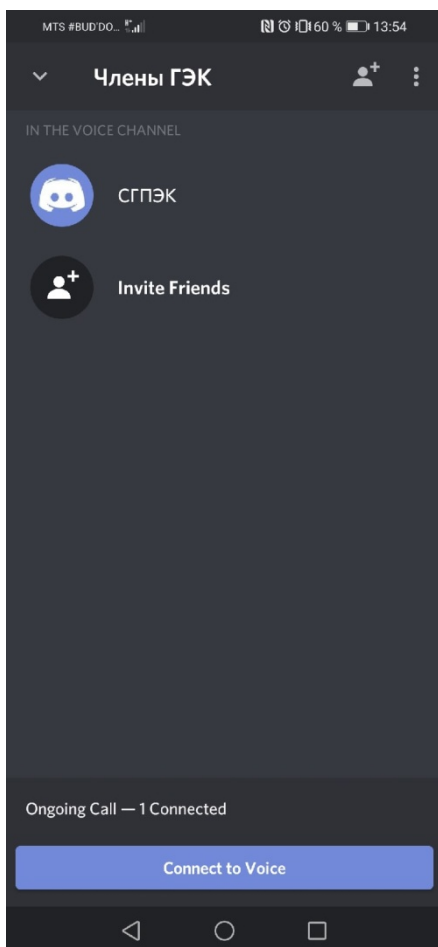 MTS #BUD'DO...
60 %
13:54
Члены ГЭК
IN THE VOICE CHANNEL
СГПЭК
Invite Friends
Ongoing Call — 1 Connected
Connect to Voice